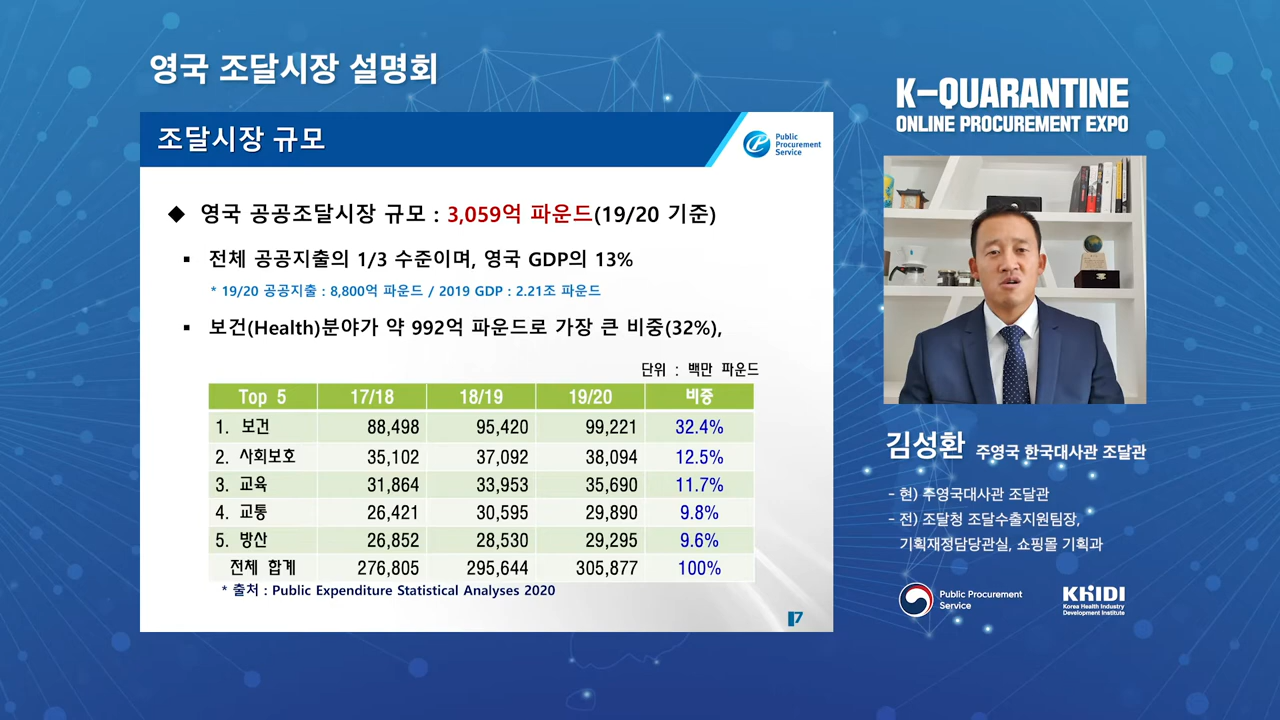 영국 조달시장 설명회
조달시장 규모
Public
Procurement
Service
◆ 영국 공공조달시장 규모 : 3,059억 파운드(19/20 기준)
▪ 전체 공공지출의 1/3 수준이며, 영국 GDP의 13%
* 19/20 공공지출 : 8,800억 파운드 / 2019 GDP : 2.21조 파운드
▪ 보건(Health)분야가 약 992억 파운드로 가장 큰 비중(32%),
단위 : 백만 파운드
Top 5 17/18 18/19 19/20 비중
1. 보건 88,498 95,420 99,221 32.4%
2. 사회보호 35,102 37,092 38,094 12.5%
3. 교육 31,864 33,953 35,690 11.7%
4. 교통 26,421 30,595 29,890 9.8%
5. 방산 26,852 28,530 29,295 9.6%
전체 합계 276,805 295,644 305,877 100%
* 출처 : Public Expenditure Statistical Analyses 2020
7
K-QUARANTINE
ONLINE PROCUREMENT EXPO
김성환 주영국 한국대사관 조달관
- 현) 주영국대사관 조달관
- 전) 조달청 조달수출지원팀장,
기획재정담당관실, 쇼핑몰 기획과
Public Procurement
Service
KHIDI
Korea Health Industry
Development Institute